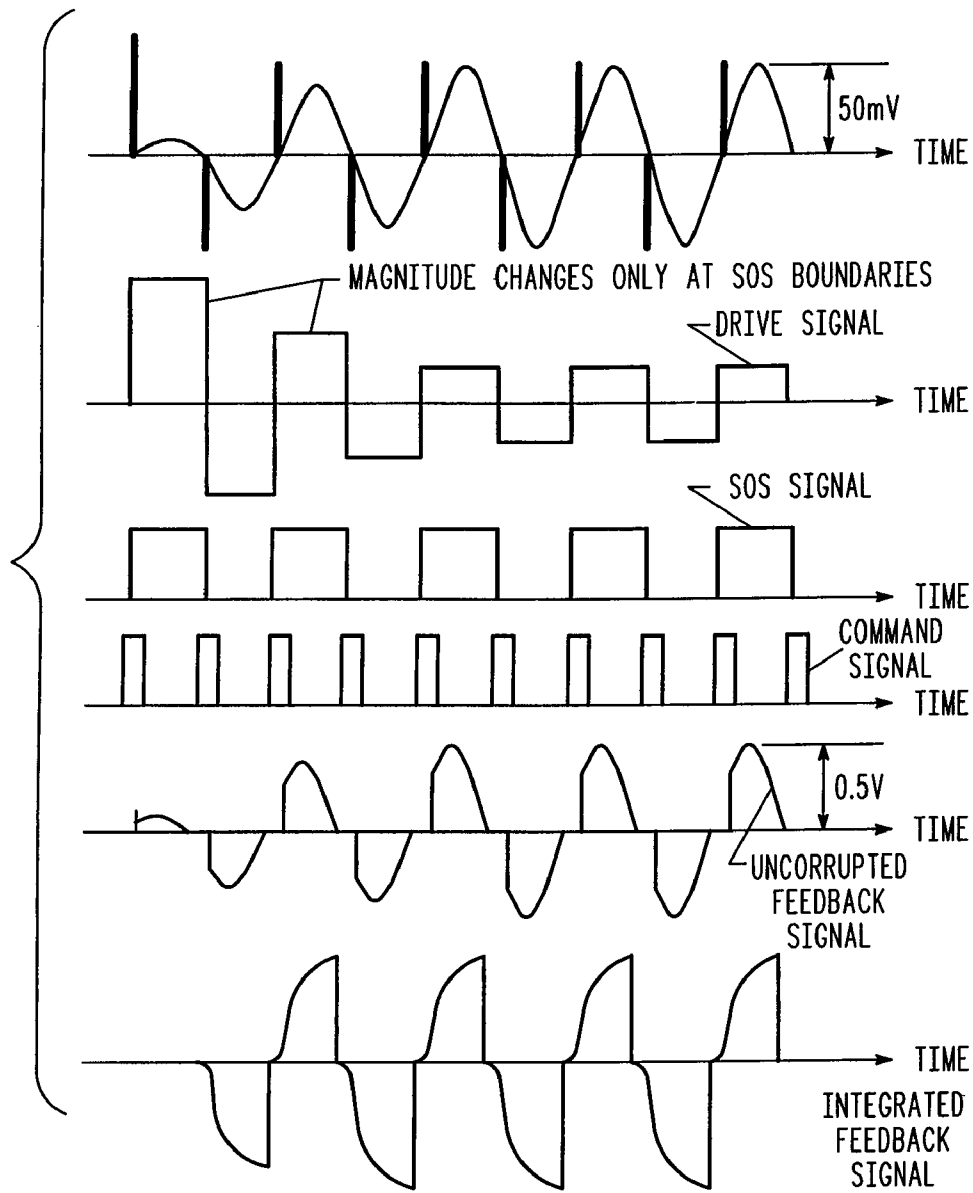 50mV
TIME
MAGNITUDE CHANGES ONLY AT SOS BOUNDARIES
DRIVE SIGNAL
TIME
SOS SIGNAL
TIME
COMMAND
SIGNAL
TIME
0.5V
TIME
UNCORRUPTED
FEEDBACK
SIGNAL
TIME
INTEGRATED
FEEDBACK
SIGNAL